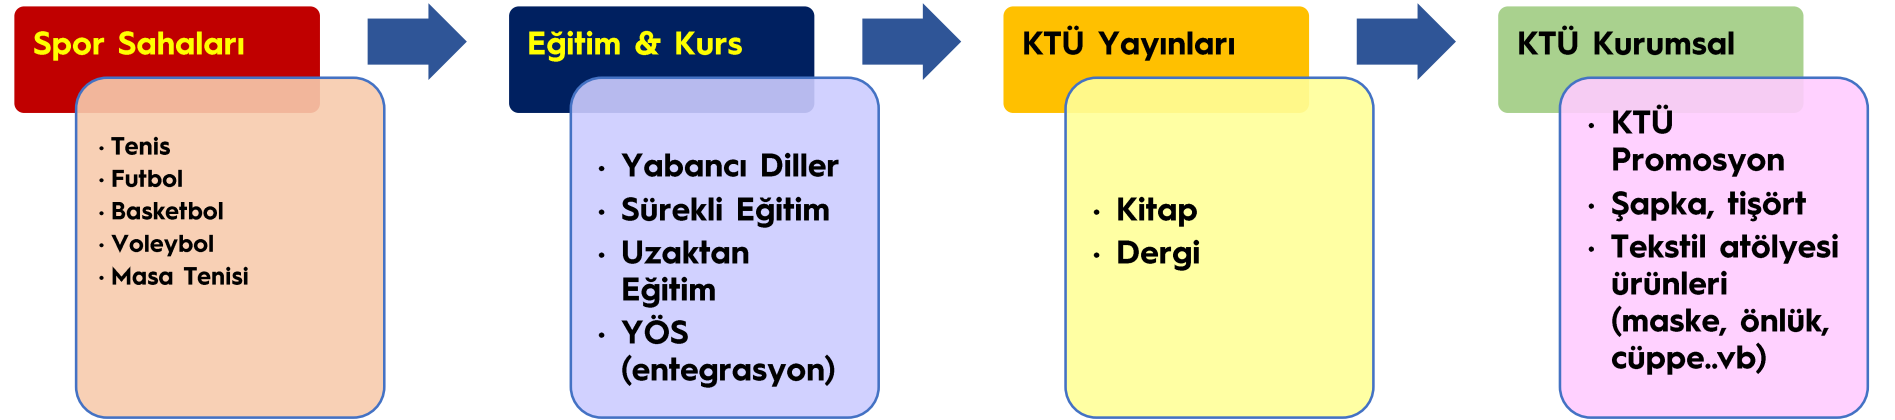 Spor Sahaları
· Tenis
· Futbol
· Basketbol
· Voleybol
· Masa Tenisi
Eğitim & Kurs
· Yabancı Diller
· Sürekli Eğitim
· Uzaktan
Eğitim
· YÖS
(entegrasyon)
KTÜ Yayınları
· Kitap
· Dergi
KTÜ Kurumsal
· KTÜ
Promosyon
· Şapka, tişört
· Tekstil atölyesi
ürünleri
(maske, önlük,
cüppe..vb)